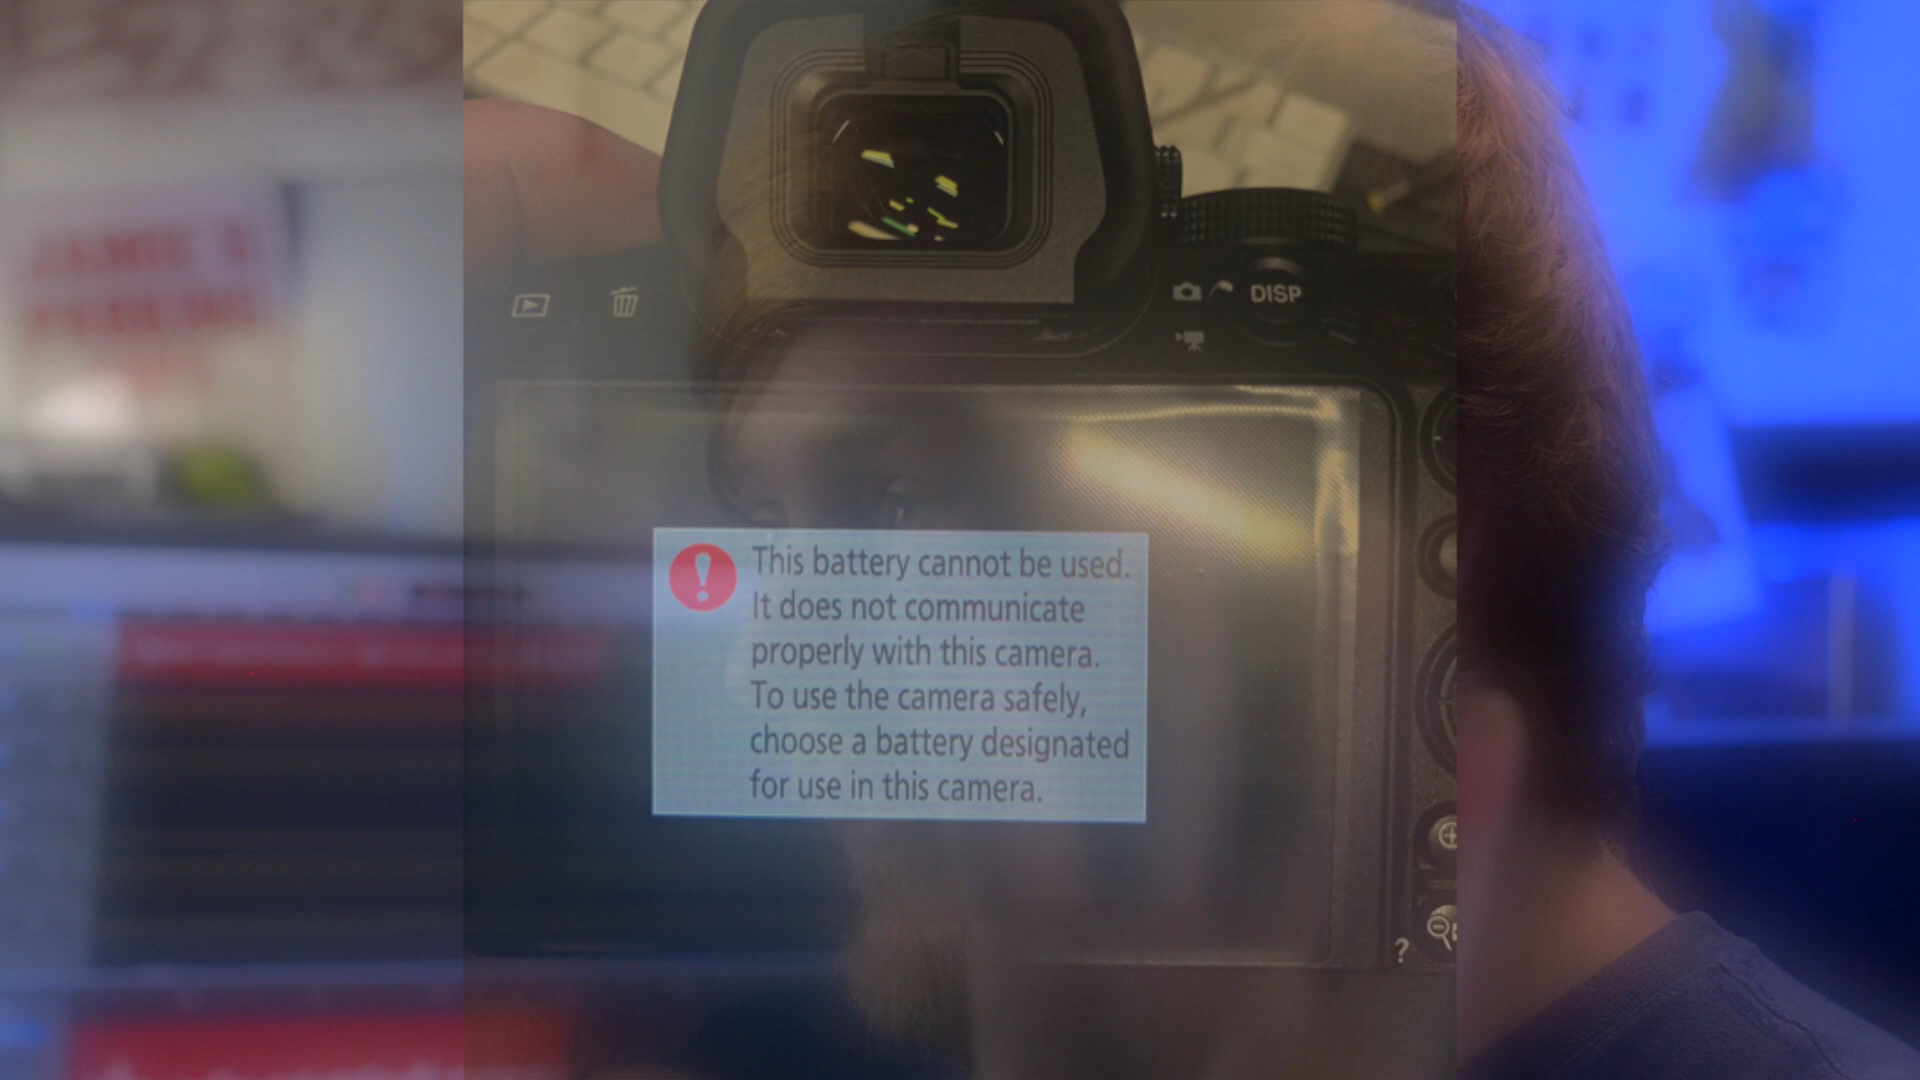 DISP
This battery cannot be used.
It does not communicate
properly with this camera.
To use the camera safely,
choose a battery designated
for use in this camera.
?